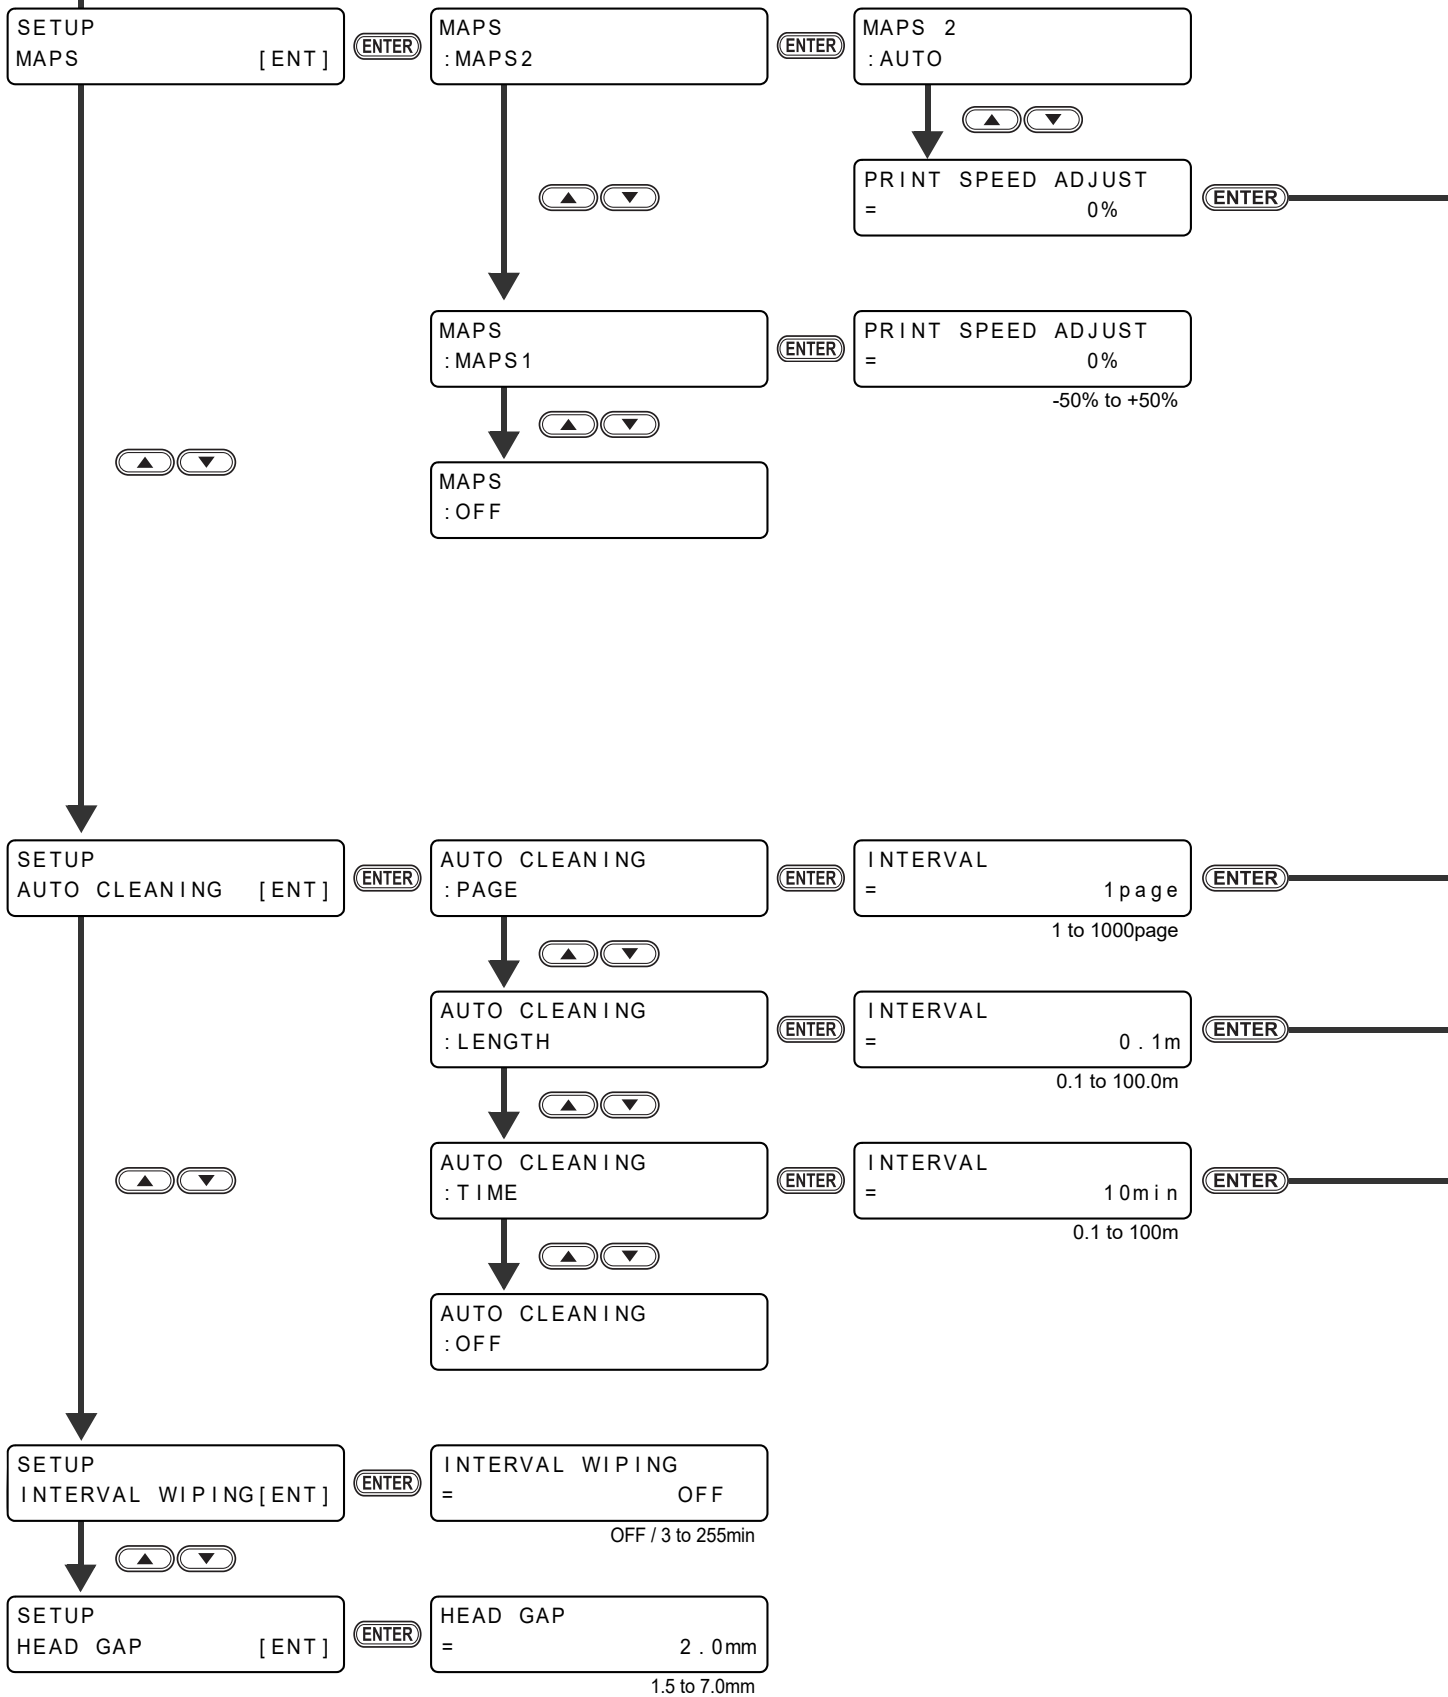 SETUP
MAPS [ENT]
ENTER
MAPS
:MAPS2
ENTER
MAPS 2
:AUTO
PRINT SPEED ADJUST
= 0%
ENTER
MAPS
:MAPS1
ENTER
PRINT SPEED ADJUST
= 0%
-50% to +50%
MAPS
:OFF
SETUP
AUTO CLEANING [ENT]
ENTER
AUTO CLEANING
:PAGE
ENTER
INTERVAL
= 1page
ENTER
1 to 1000page
AUTO CLEANING
:LENGTH
ENTER
INTERVAL
= 0.1m
ENTER
0.1 to 100.0m
AUTO CLEANING
:TIME
ENTER
INTERVAL
= 10min
ENTER
0.1 to 100m
AUTO CLEANING
:OFF
SETUP
INTERVAL WIPING[ENT]
ENTER
INTERVAL WIPING
= OFF
OFF / 3 to 255min
SETUP
HEAD GAP [ENT]
ENTER
HEAD GAP
= 2.0mm
1.5 to 7.0mm